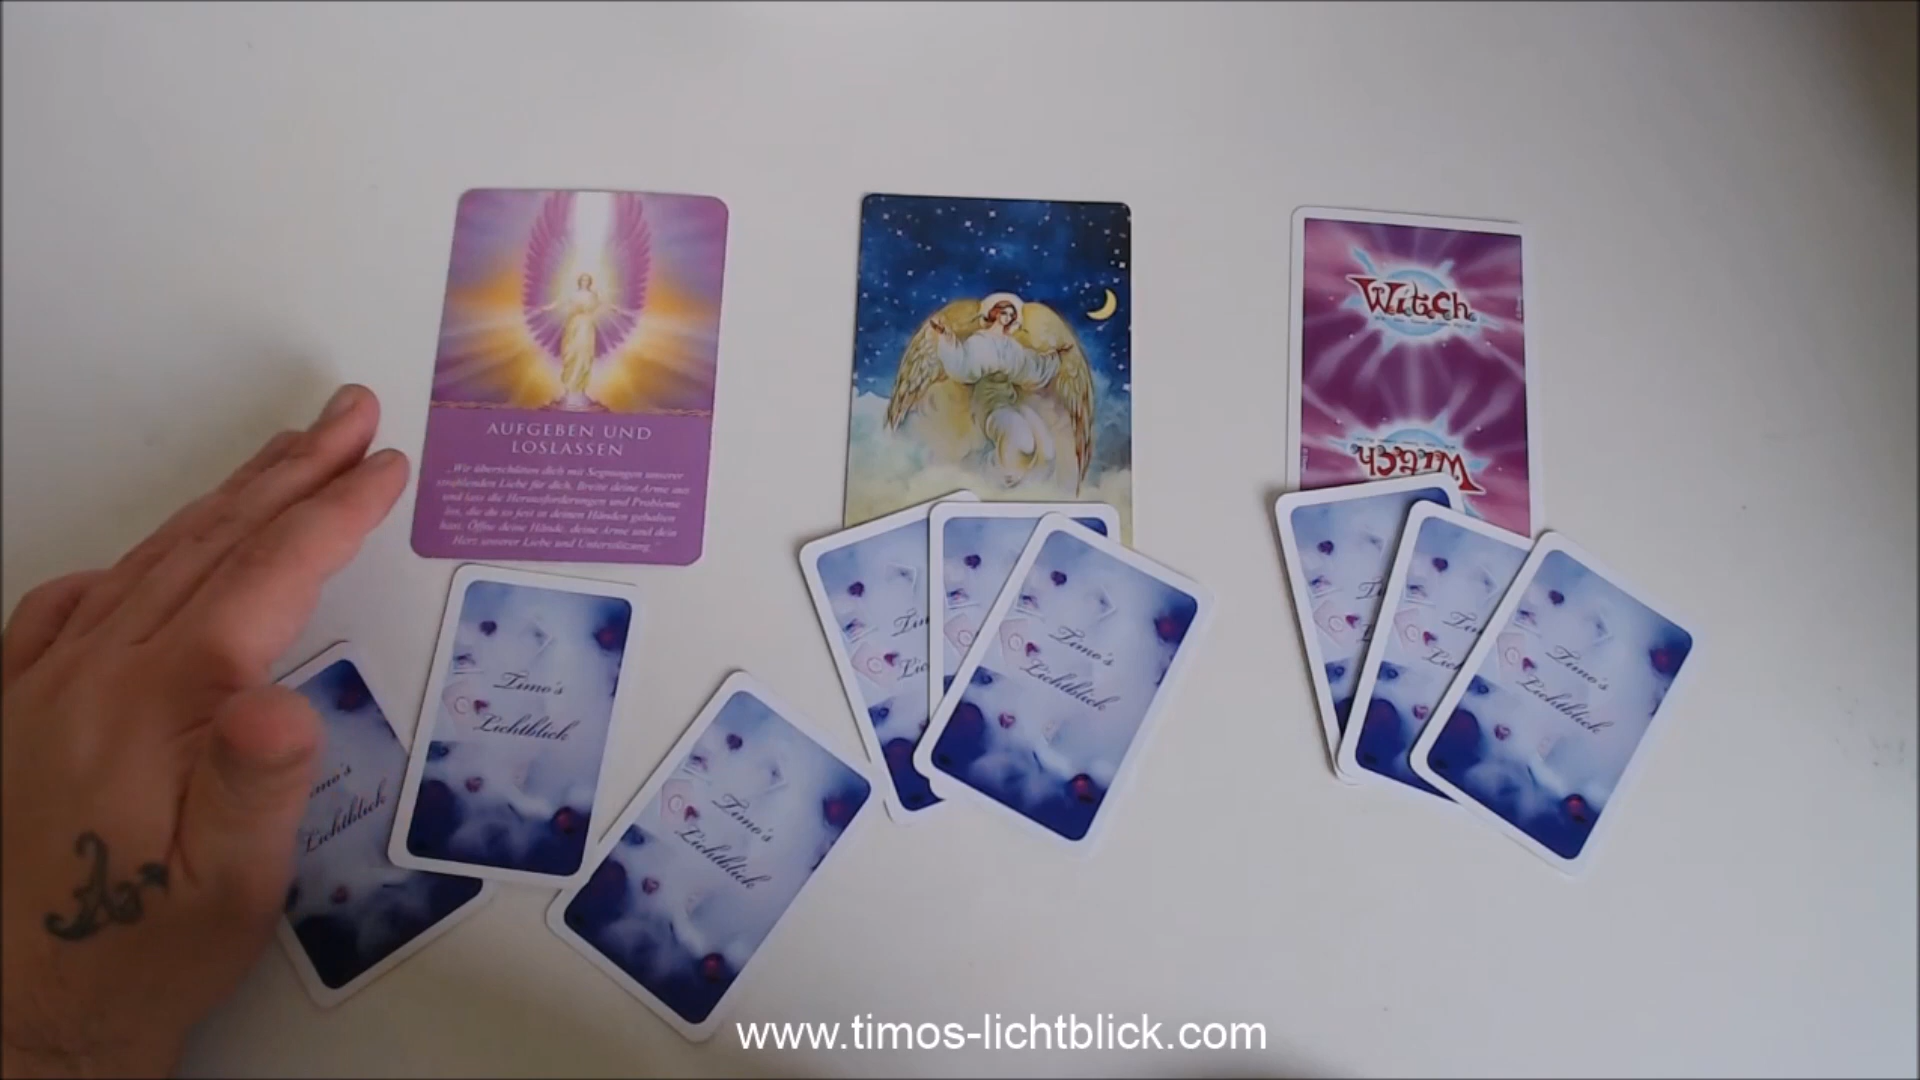 AUFGEBEN UND
LOSLASSEN
„Wir überschütten dich mit Segnungen unserer
strahlenden Liebe für dich. Breite deine Arme aus
und lass die Herausforderungen und Probleme
los, die du so fest in deinen Händen gehalten
hast. Öffne deine Hände, deine Arme und dein
Herz unserer Liebe und Unterstützung.“
Witch
Witch
Timo's
Lichtblick
Timo's
Lichtblick
Timo's
Lichtblick
Timo's
Lichtblick
Timo's
Lichtblick
www.timos-lichtblick.com